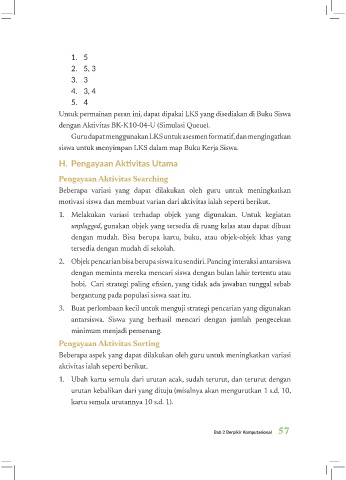 1. 5
2. 5, 3
3. 3
4. 3, 4
5. 4
Untuk permainan peran ini, dapat dipakai LKS yang disediakan di Buku Siswa
dengan Aktivitas BK-K10-04-U (Simulasi Queue).
Guru dapat menggunakan LKS untuk asesmen formatif, dan mengingatkan
siswa untuk menyimpan LKS dalam map Buku Kerja Siswa.
H. Pengayaan Aktivitas Utama
Pengayaan Aktivitas Searching
Beberapa variasi yang dapat dilakukan oleh guru untuk meningkatkan
motivasi siswa dan membuat varian dari aktivitas ialah seperti berikut.
1. Melakukan variasi terhadap objek yang digunakan. Untuk kegiatan
unplugged, gunakan objek yang tersedia di ruang kelas atau dapat dibuat
dengan mudah. Bisa berupa kartu, buku, atau objek-objek khas yang
tersedia dengan mudah di sekolah.
2. Objek pencarian bisa berupa siswa itu sendiri. Pancing interaksi antarsiswa
dengan meminta mereka mencari siswa dengan bulan lahir tertentu atau
hobi. Cari strategi paling efisien, yang tidak ada jawaban tunggal sebab
bergantung pada populasi siswa saat itu.
3. Buat perlombaan kecil untuk menguji strategi pencarian yang digunakan
antarsiswa. Siswa yang berhasil mencari dengan jumlah pengecekan
minimum menjadi pemenang.
Pengayaan Aktivitas Sorting
Beberapa aspek yang dapat dilakukan oleh guru untuk meningkatkan variasi
aktivitas ialah seperti berikut.
1. Ubah kartu semula dari urutan acak, sudah terurut, dan terurut dengan
urutan kebalikan dari yang dituju (misalnya akan mengurutkan 1 s.d. 10,
kartu semula urutannya 10 s.d. 1).
Bab 2 Berpikir Komputasional 57